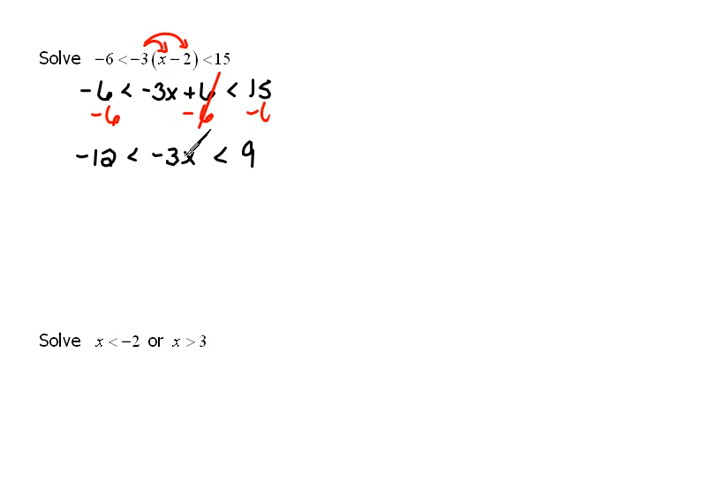 Solve −6 < −3(x − 2) < 15
-6 < -3x + 6 < 15
-6 -6 -6
-12 < -3x < 9
Solve x < −2 or x > 3